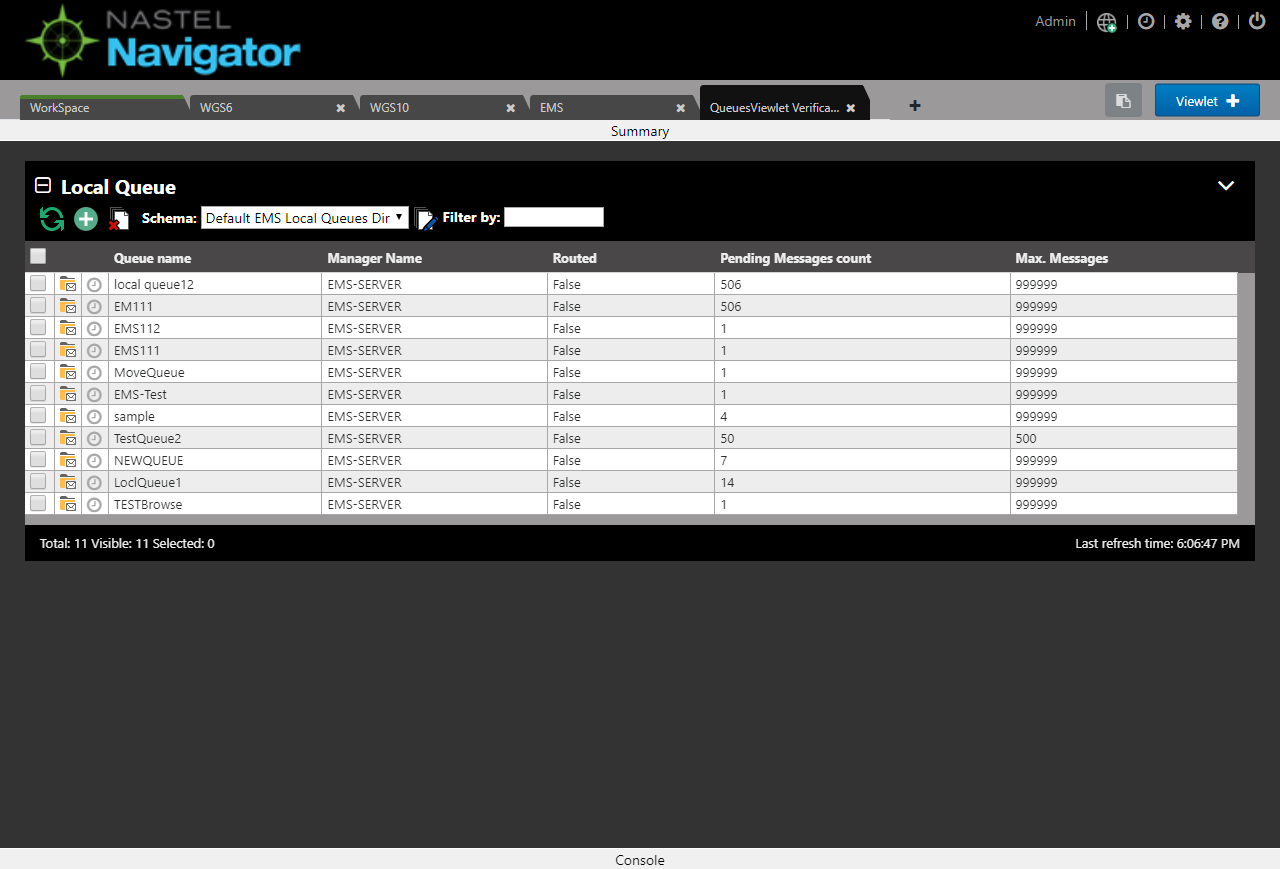 NASTEL
Navigator
Admin
WorkSpace WGS6 WGS10 EMS QueuesViewlet Verifica... Viewlet
Summary
Local Queue
Schema: Default EMS Local Queues Dir Filter by:
Queue name Manager Name Routed Pending Messages count Max. Messages
local queue12 EMS-SERVER False 506 999999
EM111 EMS-SERVER False 506 999999
EMS112 EMS-SERVER False 1 999999
EMS111 EMS-SERVER False 1 999999
MoveQueue EMS-SERVER False 1 999999
EMS-Test EMS-SERVER False 1 999999
sample EMS-SERVER False 4 999999
TestQueue2 EMS-SERVER False 50 500
NEWQUEUE EMS-SERVER False 7 999999
LoclQueue1 EMS-SERVER False 14 999999
TESTBrowse EMS-SERVER False 1 999999
Total: 11 Visible: 11 Selected: 0 Last refresh time: 6:06:47 PM
Console